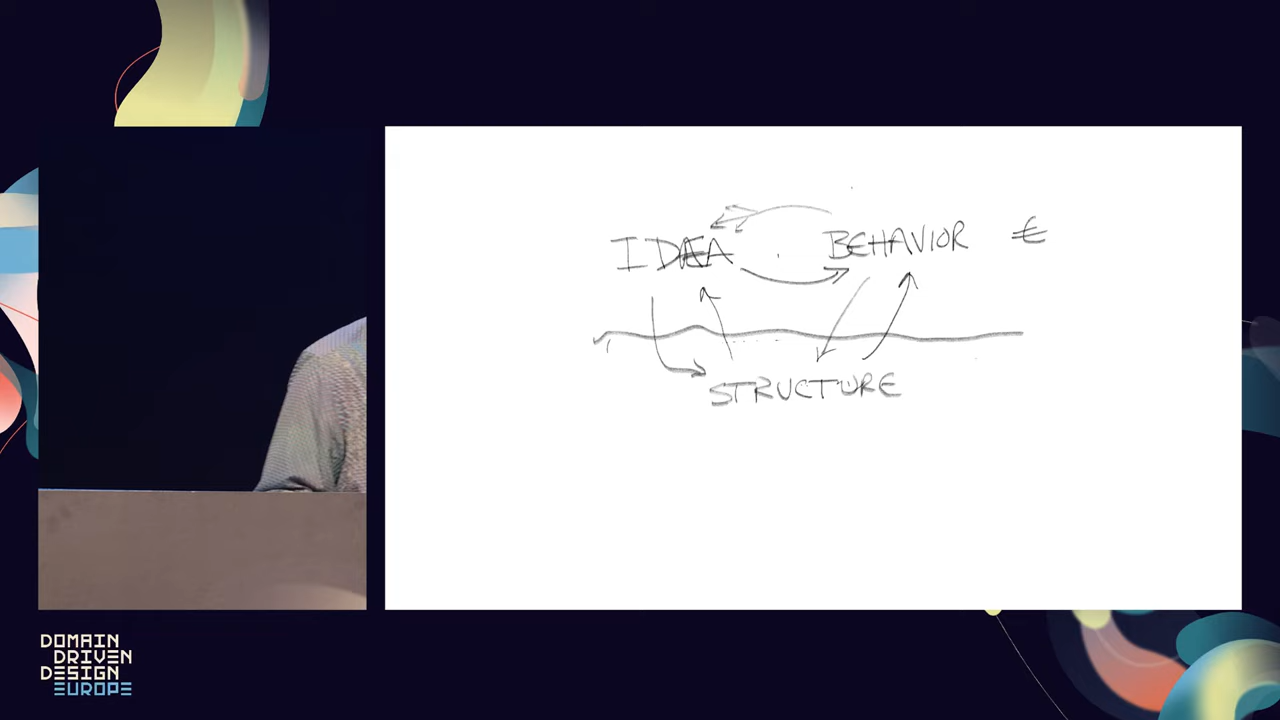 IDEA BEHAVIOR €
STRUCTURE
DOMAIN
DRIVEN
DESIGN
EUROPE